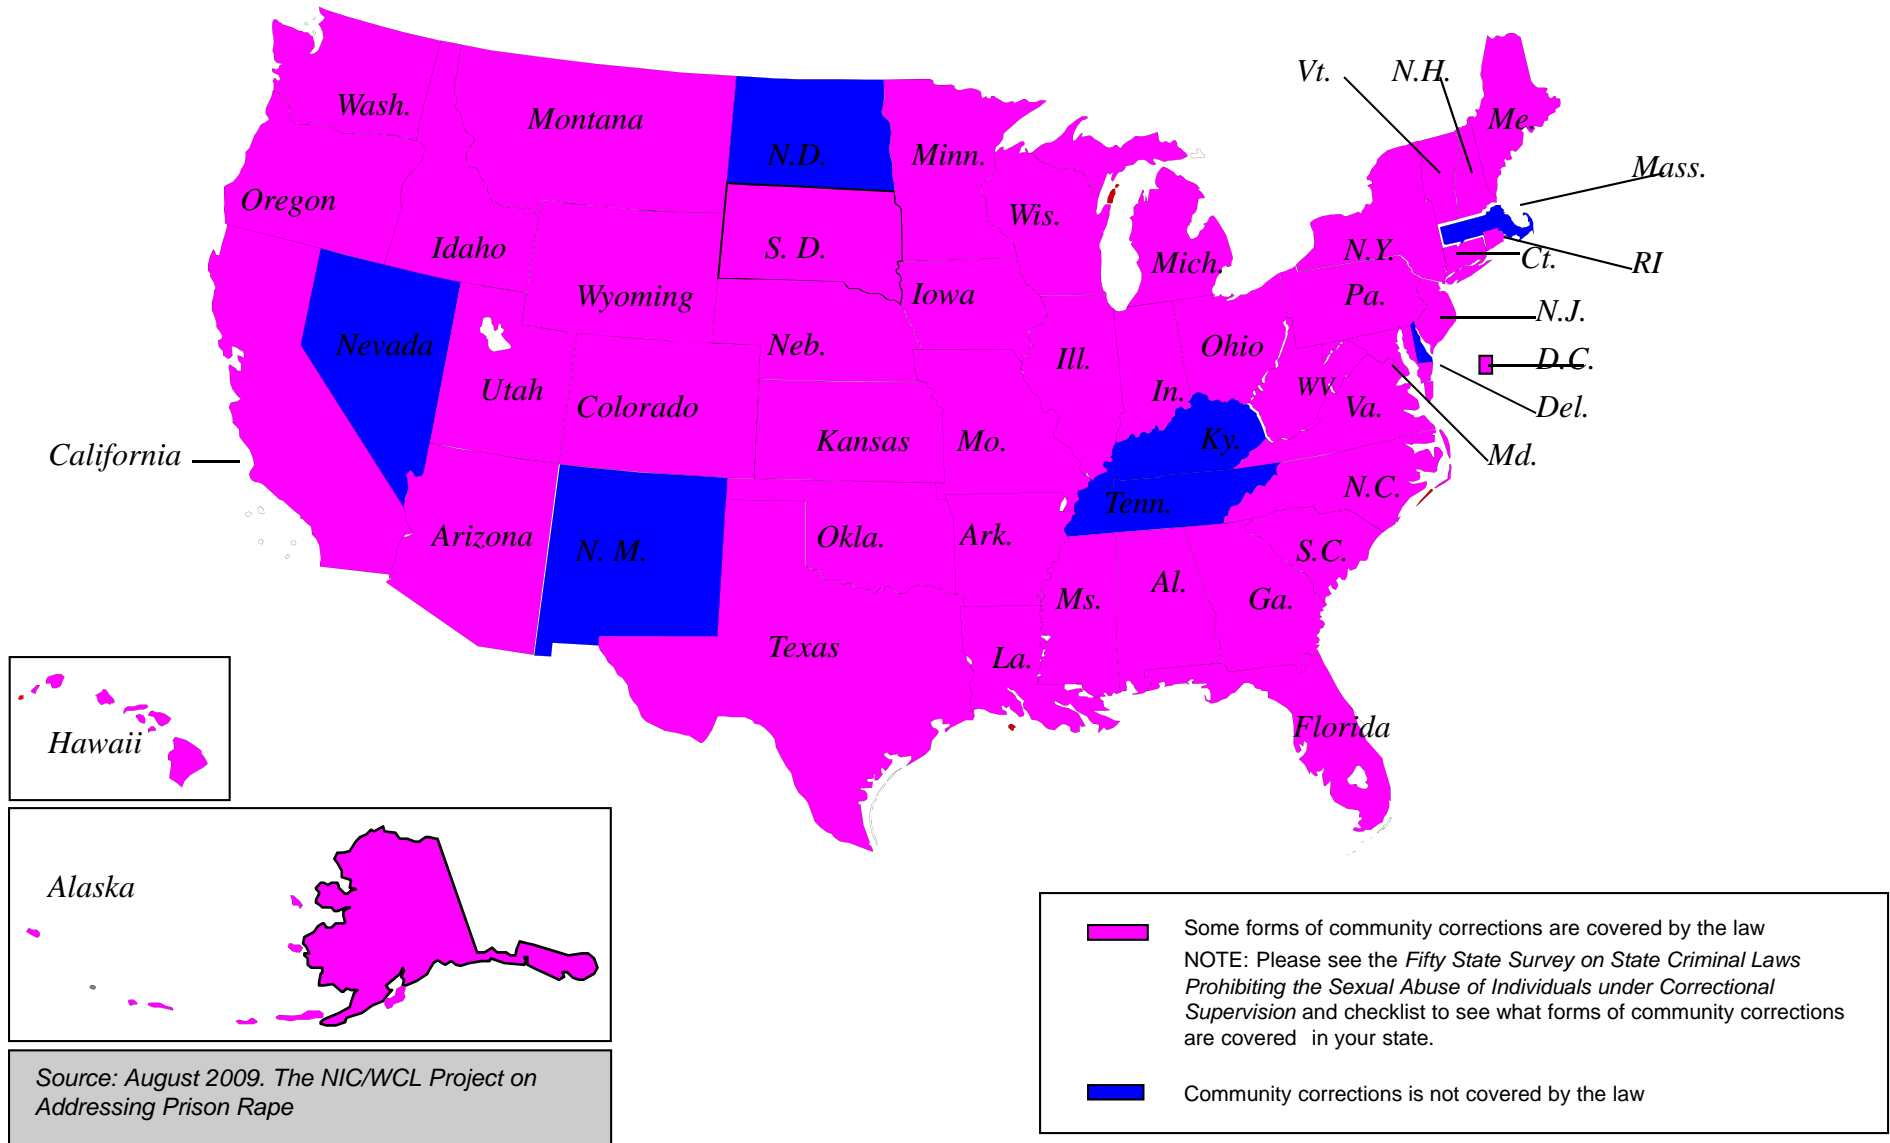 Vt.
N.H.
Wash.
Montana
Me.
N.D.
Minn.
Mass.
Oregon
Wis.
Idaho
S. D.
Mich.
N.Y.
Ct.
RI
Wyoming
Iowa
Pa.
N.J.
Nevada
Neb.
Ill.
Ohio
D.C.
Utah
Colorado
In.
WV
Va.
Del.
California
Kansas
Mo.
Ky.
Md.
Tenn.
N.C.
Arizona
N. M.
Okla.
Ark.
S.C.
Ms.
Al.
Ga.
Texas
La.
Florida
Hawaii
Alaska
Some forms of community corrections are covered by the law
NOTE: Please see the Fifty State Survey on State Criminal Laws
Prohibiting the Sexual Abuse of Individuals under Correctional
Supervision and checklist to see what forms of community corrections
are covered in your state.
Community corrections is not covered by the law
Source: August 2009. The NIC/WCL Project on
Addressing Prison Rape